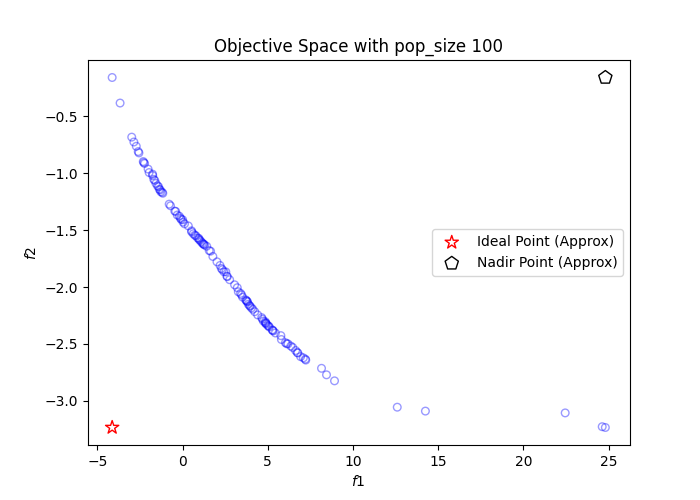 Objective Space with pop_size 100
−0.5
−1.0
−1.5
−2.0
−2.5
−3.0
f2
Ideal Point (Approx)
Nadir Point (Approx)
−5
0
5
10
15
20
25
f1